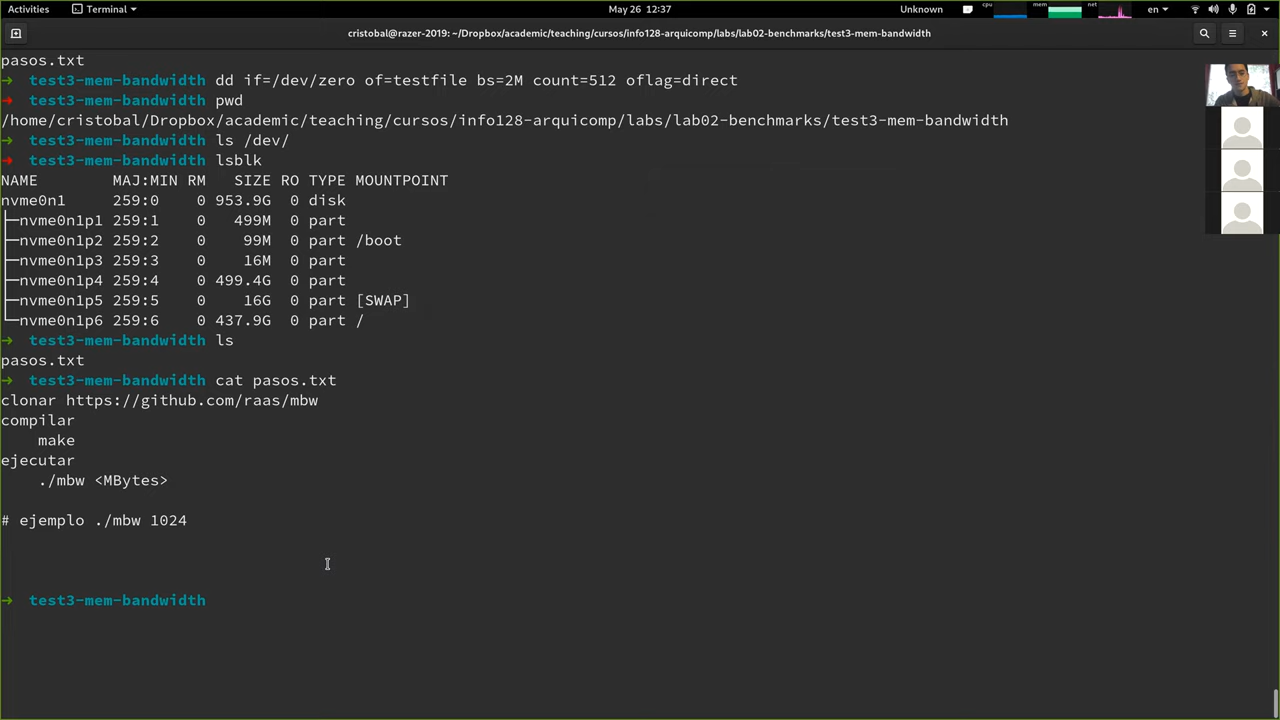 Activities Terminal May 26 12:37 Unknown cpu mem net en
cristobal@razer-2019: ~/Dropbox/academic/teaching/cursos/info128-arquicomp/labs/lab02-benchmarks/test3-mem-bandwidth
pasos.txt
→ test3-mem-bandwidth dd if=/dev/zero of=testfile bs=2M count=512 oflag=direct
→ test3-mem-bandwidth pwd
/home/cristobal/Dropbox/academic/teaching/cursos/info128-arquicomp/labs/lab02-benchmarks/test3-mem-bandwidth
→ test3-mem-bandwidth ls /dev/
→ test3-mem-bandwidth lsblk
NAME        MAJ:MIN RM   SIZE RO TYPE MOUNTPOINT
nvme0n1     259:0    0 953.9G  0 disk
├─nvme0n1p1 259:1    0   499M  0 part
├─nvme0n1p2 259:2    0    99M  0 part /boot
├─nvme0n1p3 259:3    0    16M  0 part
├─nvme0n1p4 259:4    0 499.4G  0 part
├─nvme0n1p5 259:5    0    16G  0 part [SWAP]
└─nvme0n1p6 259:6    0 437.9G  0 part /
→ test3-mem-bandwidth ls
pasos.txt
→ test3-mem-bandwidth cat pasos.txt
clonar https://github.com/raas/mbw
compilar
    make
ejecutar
    ./mbw <MBytes>
# ejemplo ./mbw 1024
→ test3-mem-bandwidth